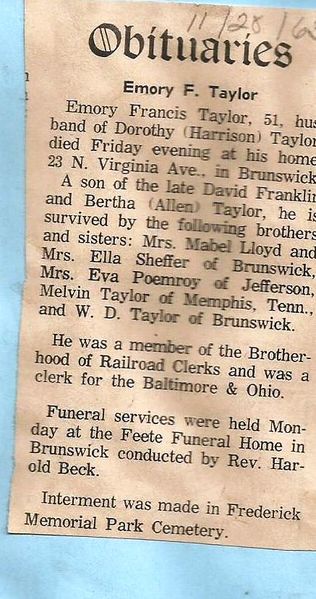 11/28/63
Obituaries
Emory F. Taylor
Emory Francis Taylor, 51, hus
band of Dorothy (Harrison) Taylor
died Friday evening at his home
23 N. Virginia Ave., in Brunswick
A son of the late David Franklin
and Bertha (Allen) Taylor, he is
survived by the following brothers
and sisters: Mrs. Mabel Lloyd and
Mrs. Ella Sheffer of Brunswick,
Mrs. Eva Poemroy of Jefferson,
Melvin Taylor of Memphis, Tenn.,
and W. D. Taylor of Brunswick.
He was a member of the Brother-
hood of Railroad Clerks and was a
clerk for the Baltimore & Ohio.
Funeral services were held Mon-
day at the Feete Funeral Home in
Brunswick conducted by Rev. Har-
old Beck.
Interment was made in Frederick
Memorial Park Cemetery.